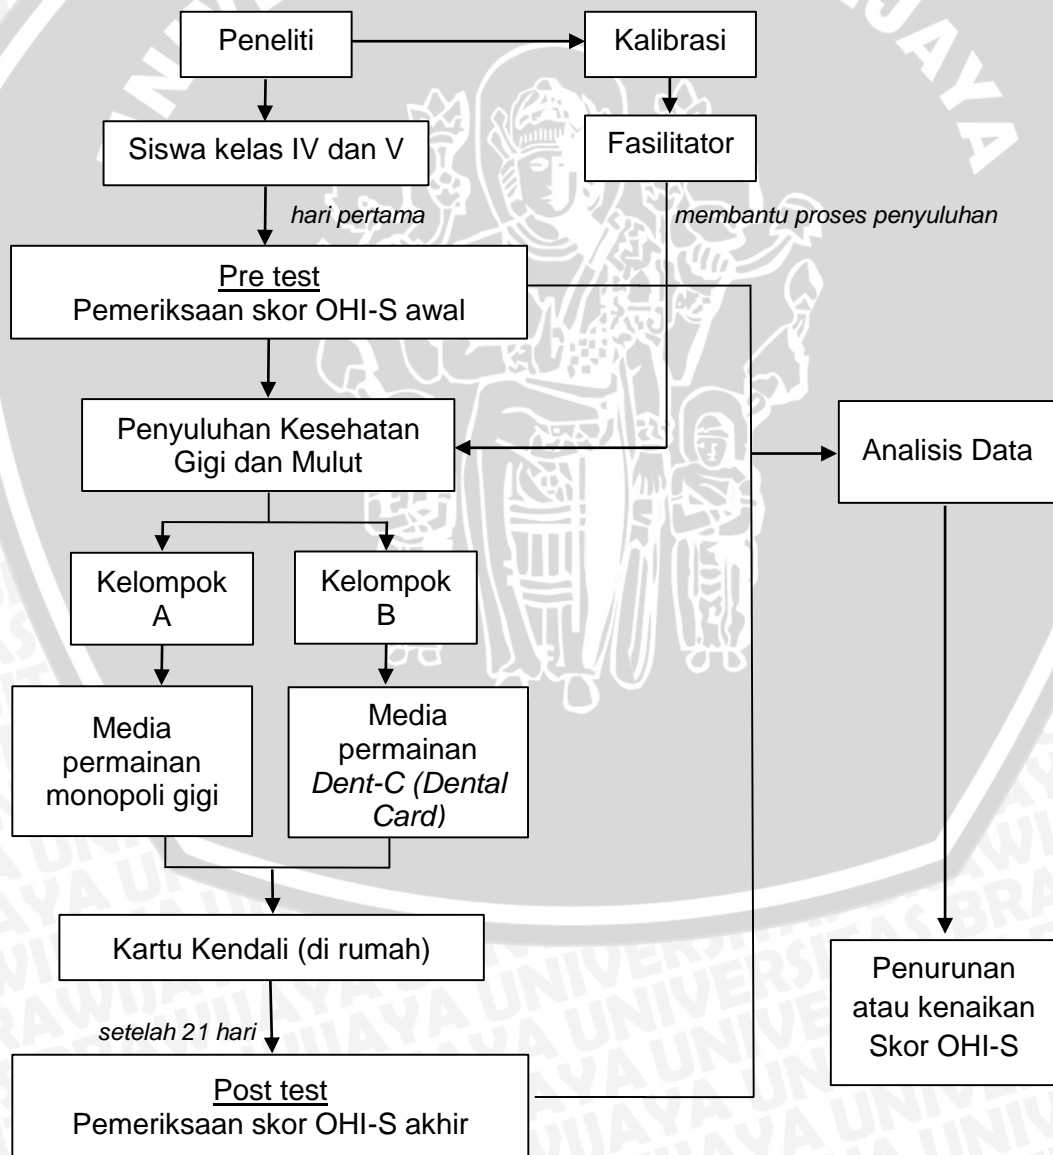 Peneliti
Kalibrasi
Siswa kelas IV dan V
Fasilitator
hari pertama
membantu proses penyuluhan
Pre test
Pemeriksaan skor OHI-S awal
Penyuluhan Kesehatan
Gigi dan Mulut
Analisis Data
Kelompok
A
Kelompok
B
Media
permainan
monopoli gigi
Media
permainan
Dent-C (Dental
Card)
Kartu Kendali (di rumah)
Penurunan
atau kenaikan
Skor OHI-S
setelah 21 hari
Post test
Pemeriksaan skor OHI-S akhir